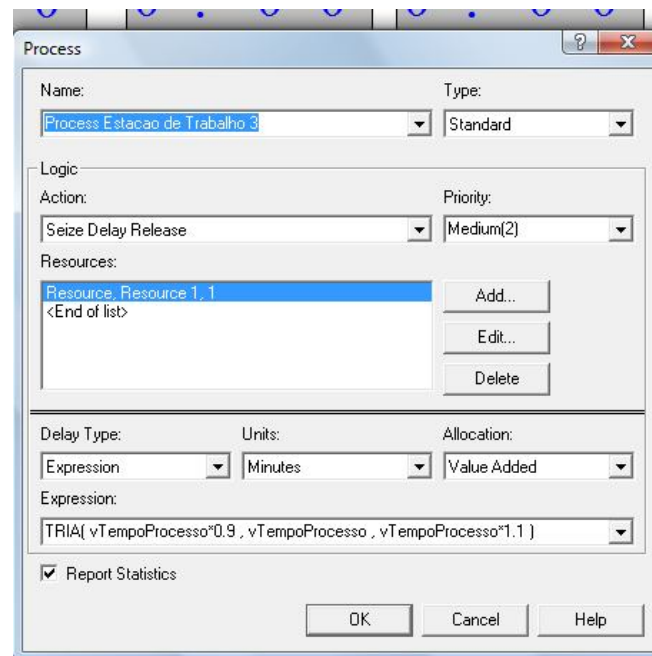 Process
Name:
Type:
Process Estacao de Trabalho 3
Standard
Logic
Action:
Priority:
Seize Delay Release
Medium(2)
Resources:
Resource, Resource 1, 1
<End of list>
Add...
Edit...
Delete
Delay Type:
Units:
Allocation:
Expression
Minutes
Value Added
Expression:
TRIA( vTempoProcesso*0.9 , vTempoProcesso , vTempoProcesso*1.1 )
Report Statistics
OK
Cancel
Help